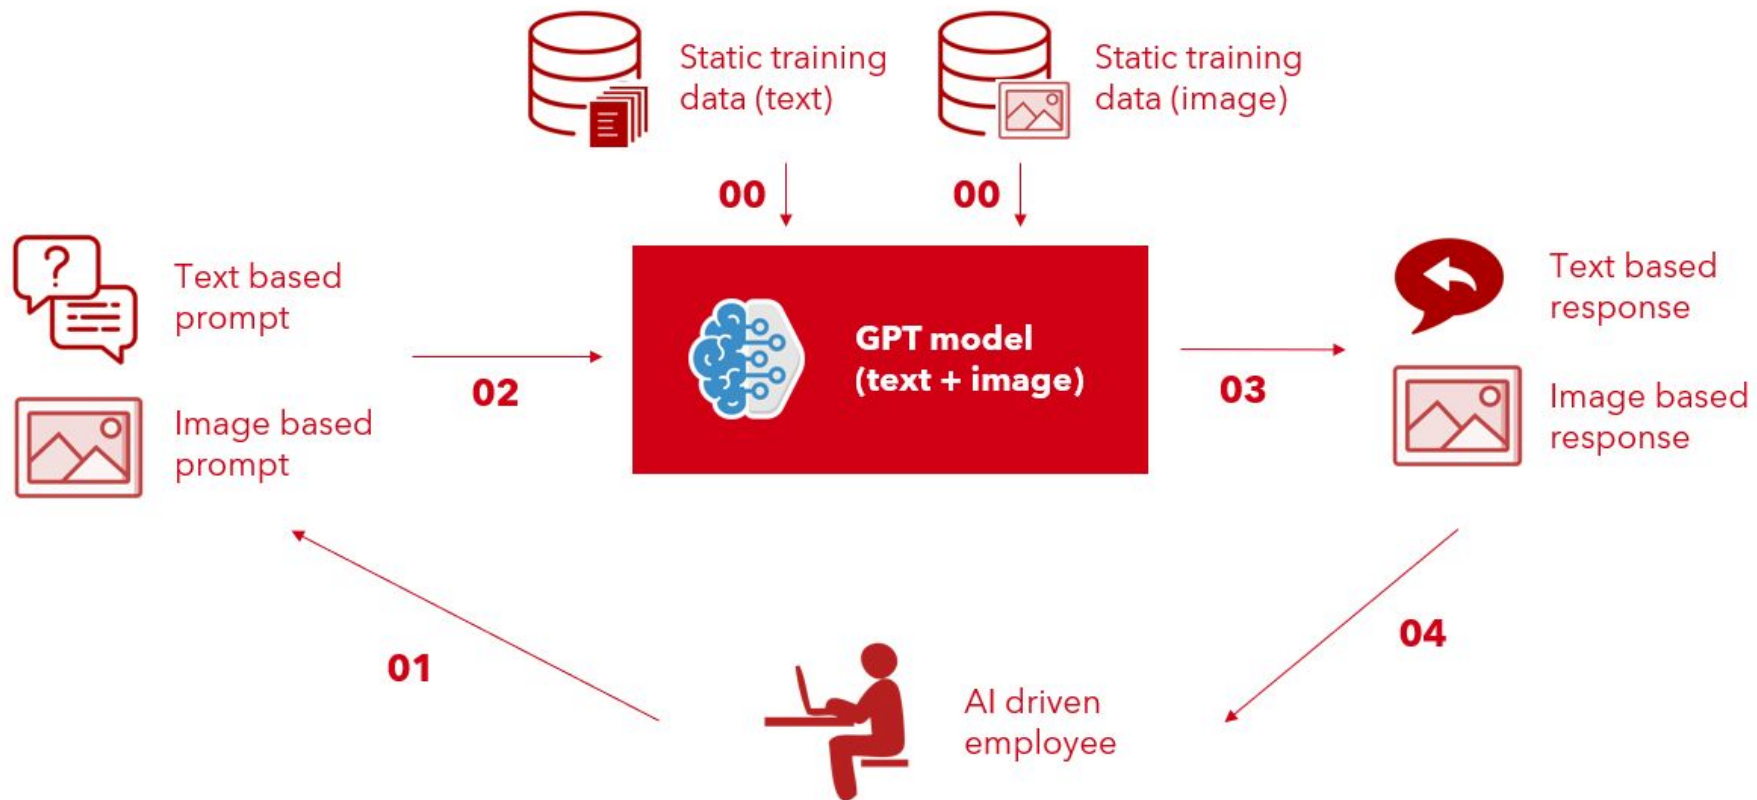 Static training
data (text)
Static training
data (image)
00
00
Text based
prompt
Image based
prompt
02
GPT model
(text + image)
03
Text based
response
Image based
response
01
04
AI driven
employee